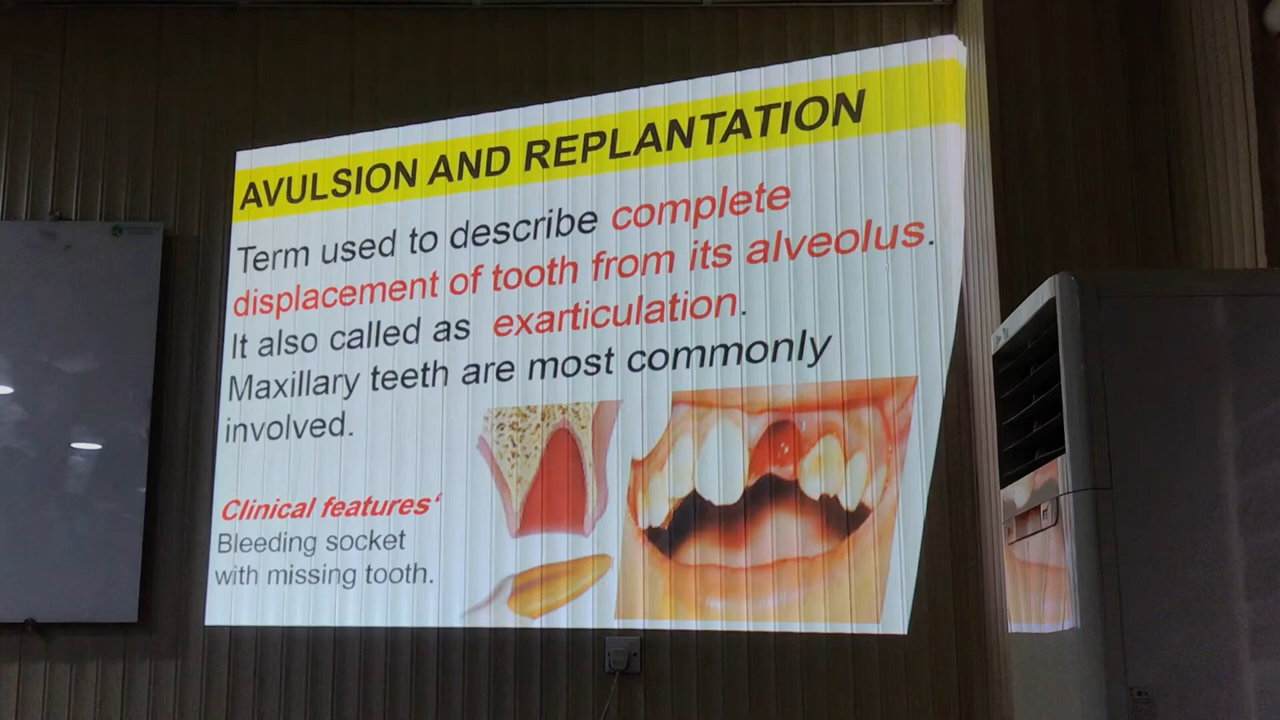 AVULSION AND REPLANTATION
Term used to describe complete
displacement of tooth from its alveolus.
It also called as exarticulation.
Maxillary teeth are most commonly
involved.
Clinical features‘
Bleeding socket
with missing tooth.